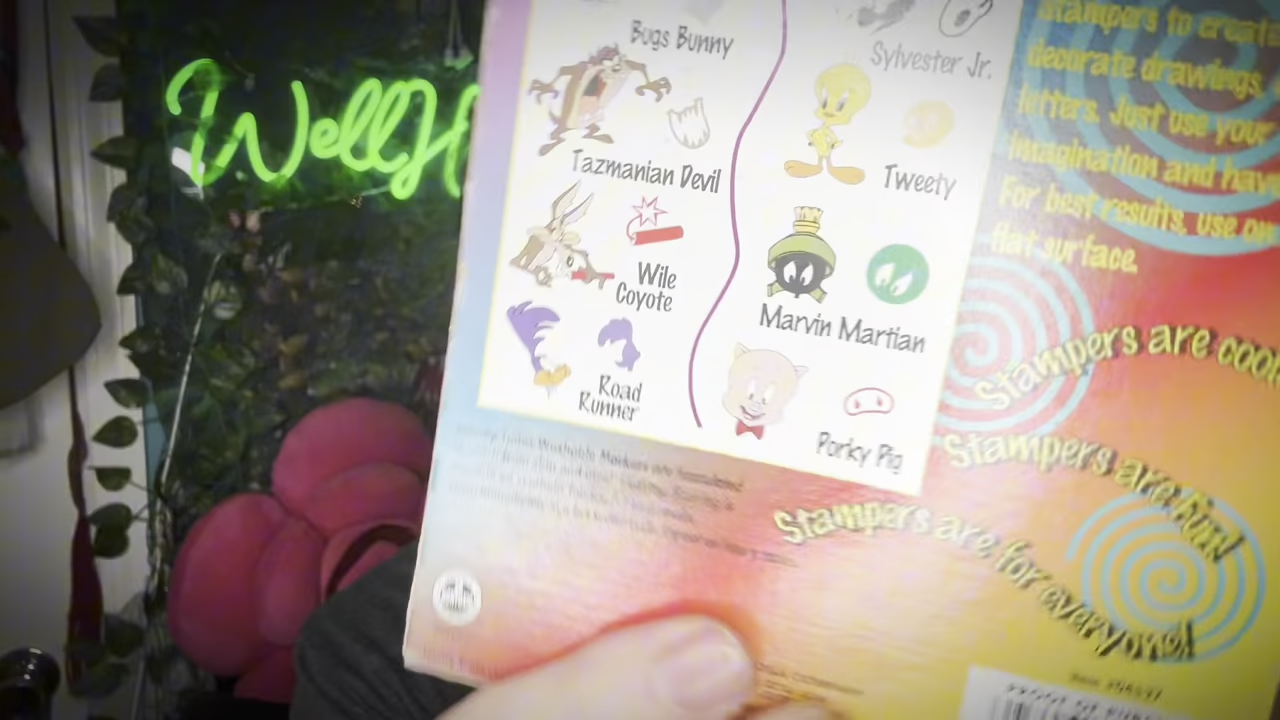 WellH
Bugs Bunny
Tazmanian Devil
Wile
Coyote
Road
Runner
Sylvester Jr.
Tweety
Marvin Martian
Porky Pig
Stampers to create
decorate drawings,
letters. Just use your
imagination and have
For best results, use on
flat surface.
Stampers are cool
Stampers are fun!
Stampers are for everyone!
PROOF OF